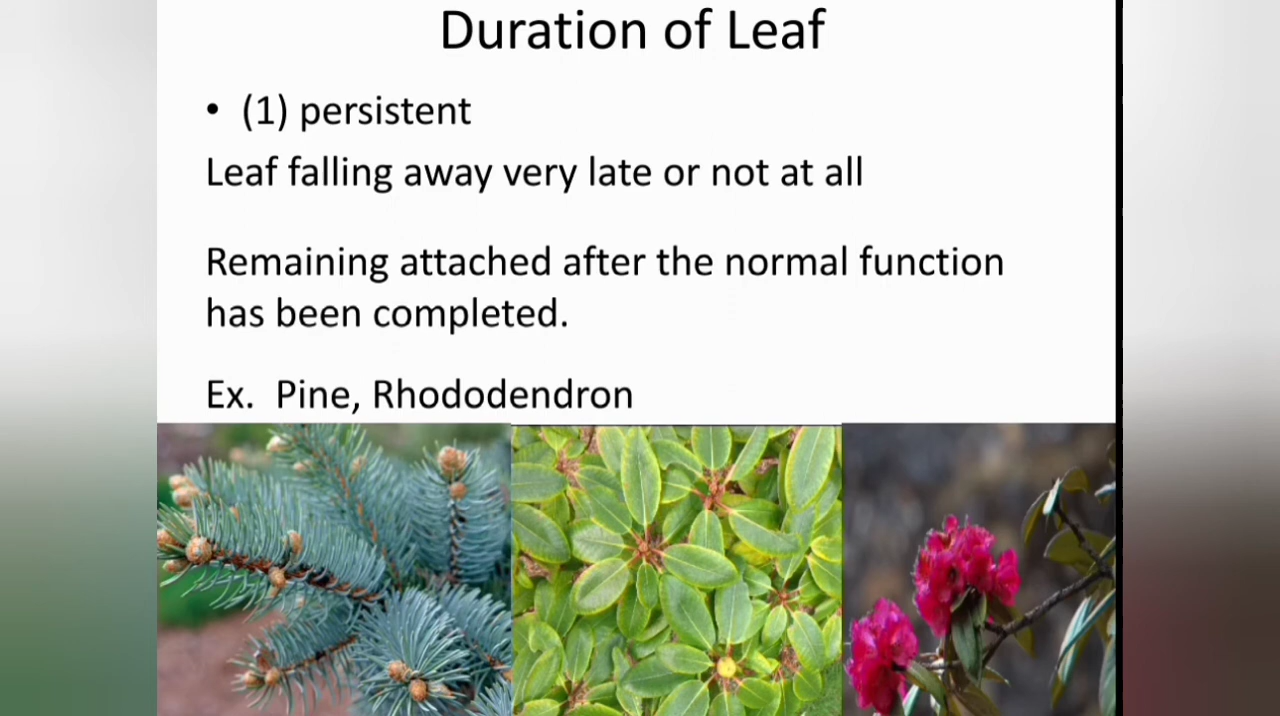 Duration of Leaf
• (1) persistent
Leaf falling away very late or not at all
Remaining attached after the normal function
has been completed.
Ex. Pine, Rhododendron